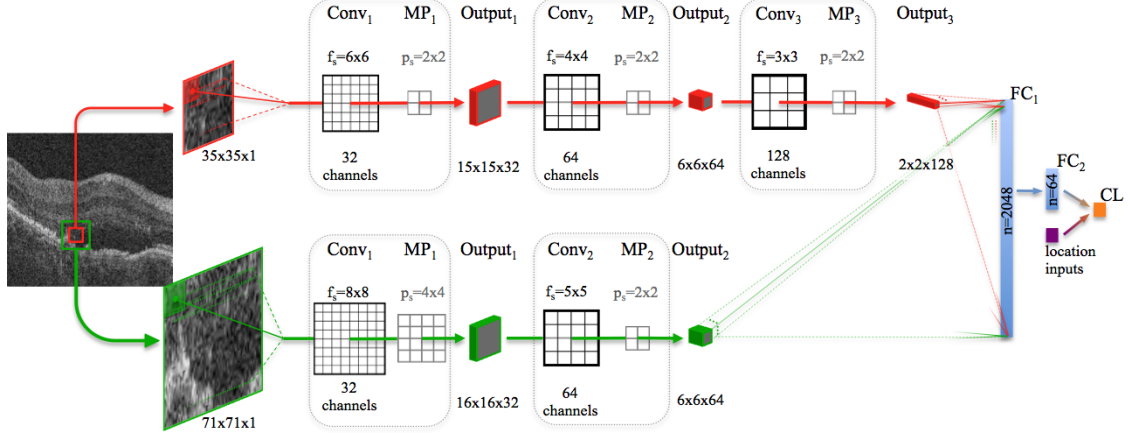 Conv₁ MP₁ Output₁ Conv₂ MP₂ Output₂ Conv₃ MP₃ Output₃
fₛ=6x6 pₛ=2x2 fₛ=4x4 pₛ=2x2 fₛ=3x3 pₛ=2x2
FC₁
35x35x1
32
channels
15x15x32
64
channels
6x6x64
128
channels
2x2x128
FC₂
n=64
CL
n=2048
location
inputs
Conv₁ MP₁ Output₁ Conv₂ MP₂ Output₂
fₛ=8x8 pₛ=4x4 fₛ=5x5 pₛ=2x2
71x71x1
32
channels
16x16x32
64
channels
6x6x64